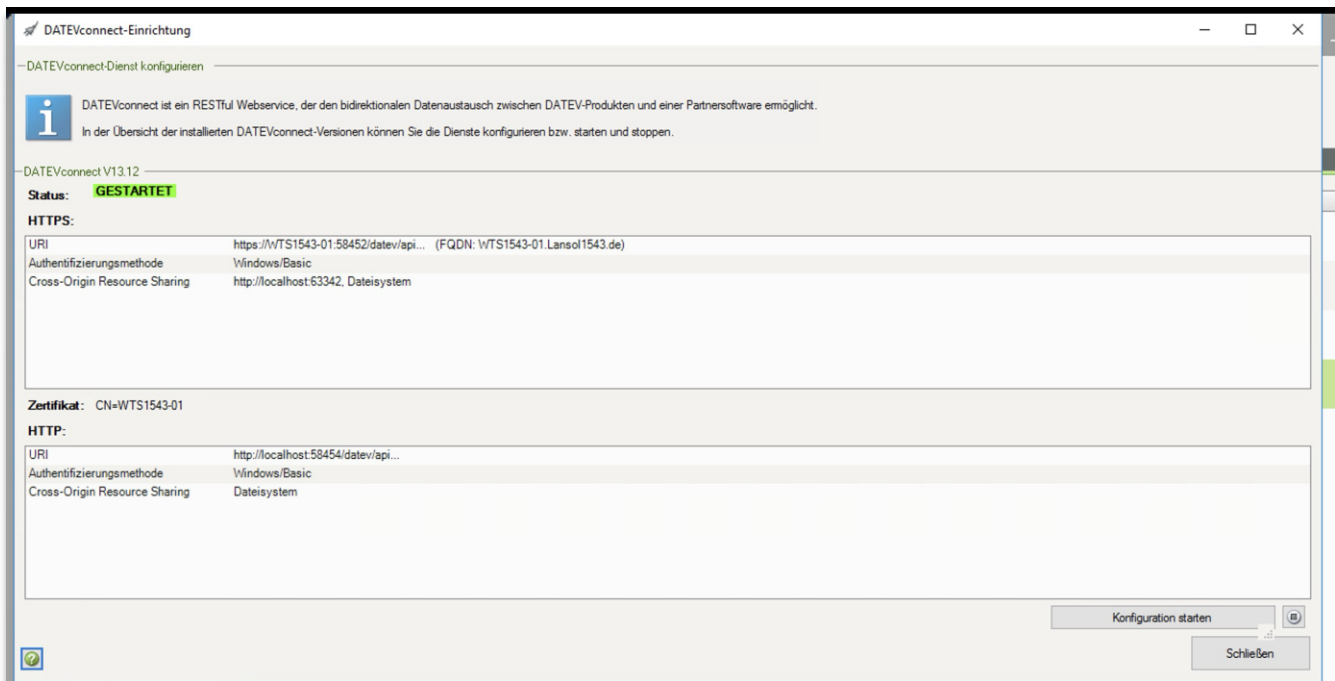 DATEVconnect-Einrichtung
DATEVconnect-Dienst konfigurieren
DATEVconnect ist ein RESTful Webservice, der den bidirektionalen Datenaustausch zwischen DATEV-Produkten und einer Partnersoftware ermöglicht.
In der Übersicht der installierten DATEVconnect-Versionen können Sie die Dienste konfigurieren bzw. starten und stoppen.
DATEVconnect V13.12
Status: GESTARTET
HTTPS:
URI https://WTS1543-01:58452/datev/api... (FQDN: WTS1543-01.Lansol1543.de)
Authentifizierungsmethode Windows/Basic
Cross-Origin Resource Sharing http://localhost:63342, Dateisystem
Zertifikat: CN=WTS1543-01
HTTP:
URI http://localhost:58454/datev/api...
Authentifizierungsmethode Windows/Basic
Cross-Origin Resource Sharing Dateisystem
Konfiguration starten
Schließen